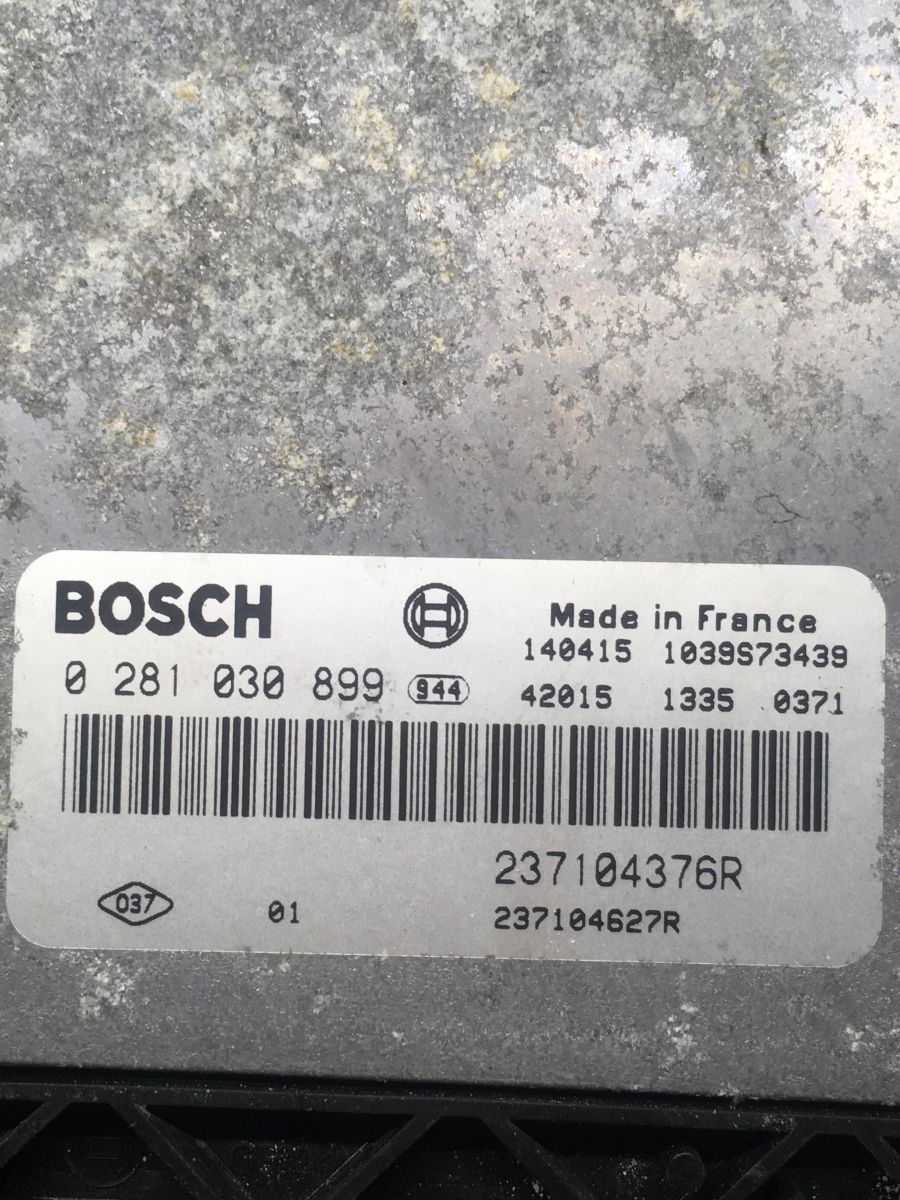 BOSCH
Made in France
140415 1039S73439
0 281 030 899 944
42015 1335 0371
237104376R
037 01
237104627R